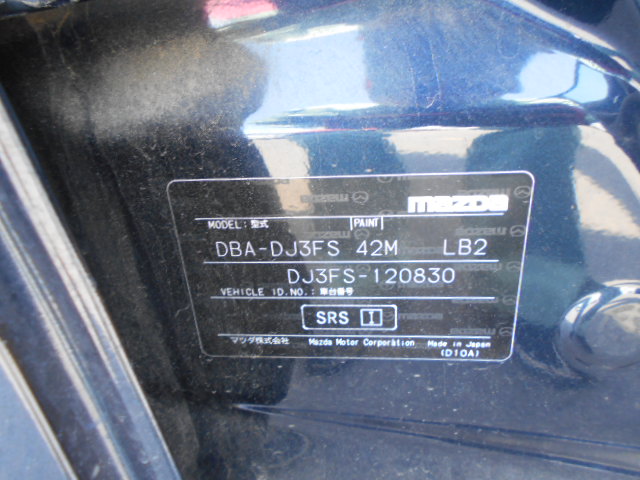 mazda
MODEL: 型式 PAINT
DBA-DJ3FS 42M LB2
DJ3FS-120830
VEHICLE ID.NO.: 車台番号
SRS I
マツダ株式会社 Mazda Motor Corporation Made in Japan
(D10A)